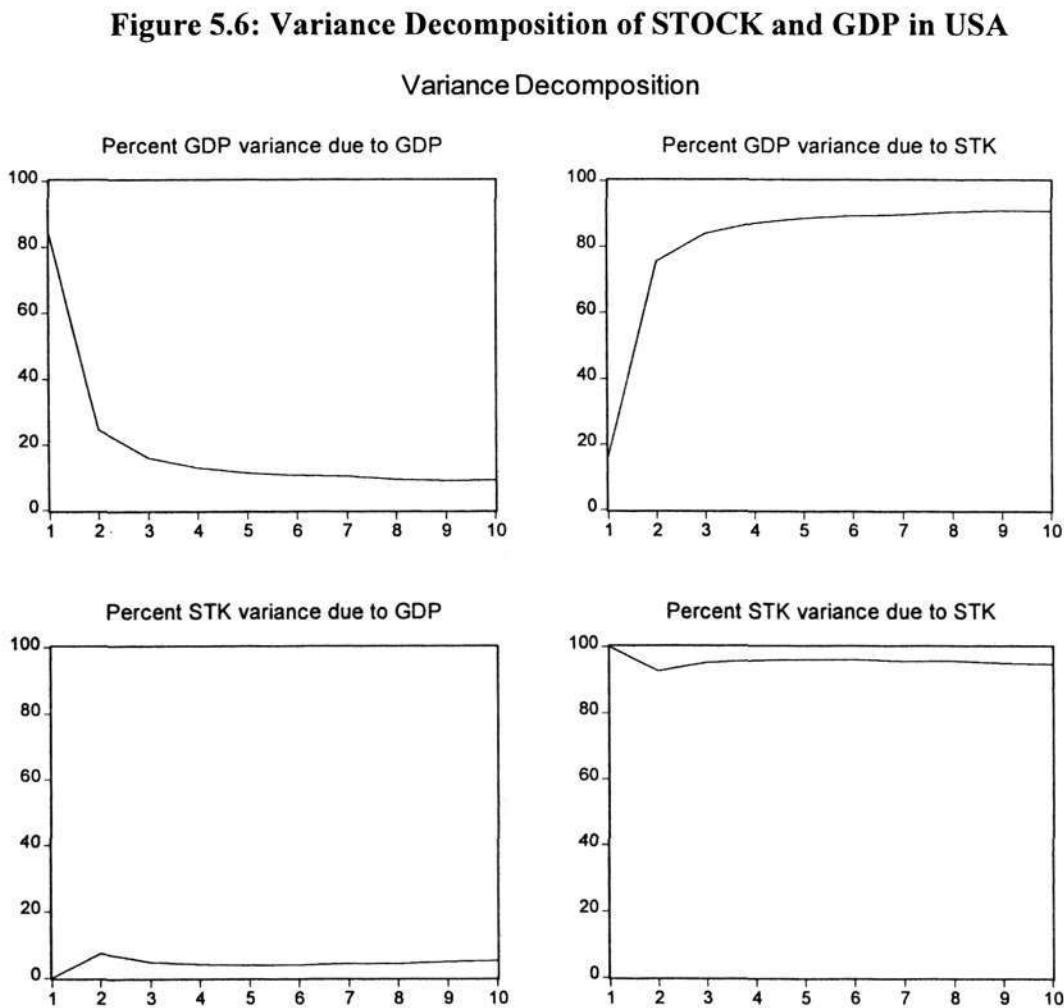 Figure 5.6: Variance Decomposition of STOCK and GDP in USA
Variance Decomposition
Percent GDP variance due to GDP
100
80
60
40
20
0
1 2 3 4 5 6 7 8 9 10
Percent GDP variance due to STK
100
80
60
40
20
0
1 2 3 4 5 6 7 8 9 10
Percent STK variance due to GDP
100
80
60
40
20
0
1 2 3 4 5 6 7 8 9 10
Percent STK variance due to STK
100
80
60
40
20
0
1 2 3 4 5 6 7 8 9 10